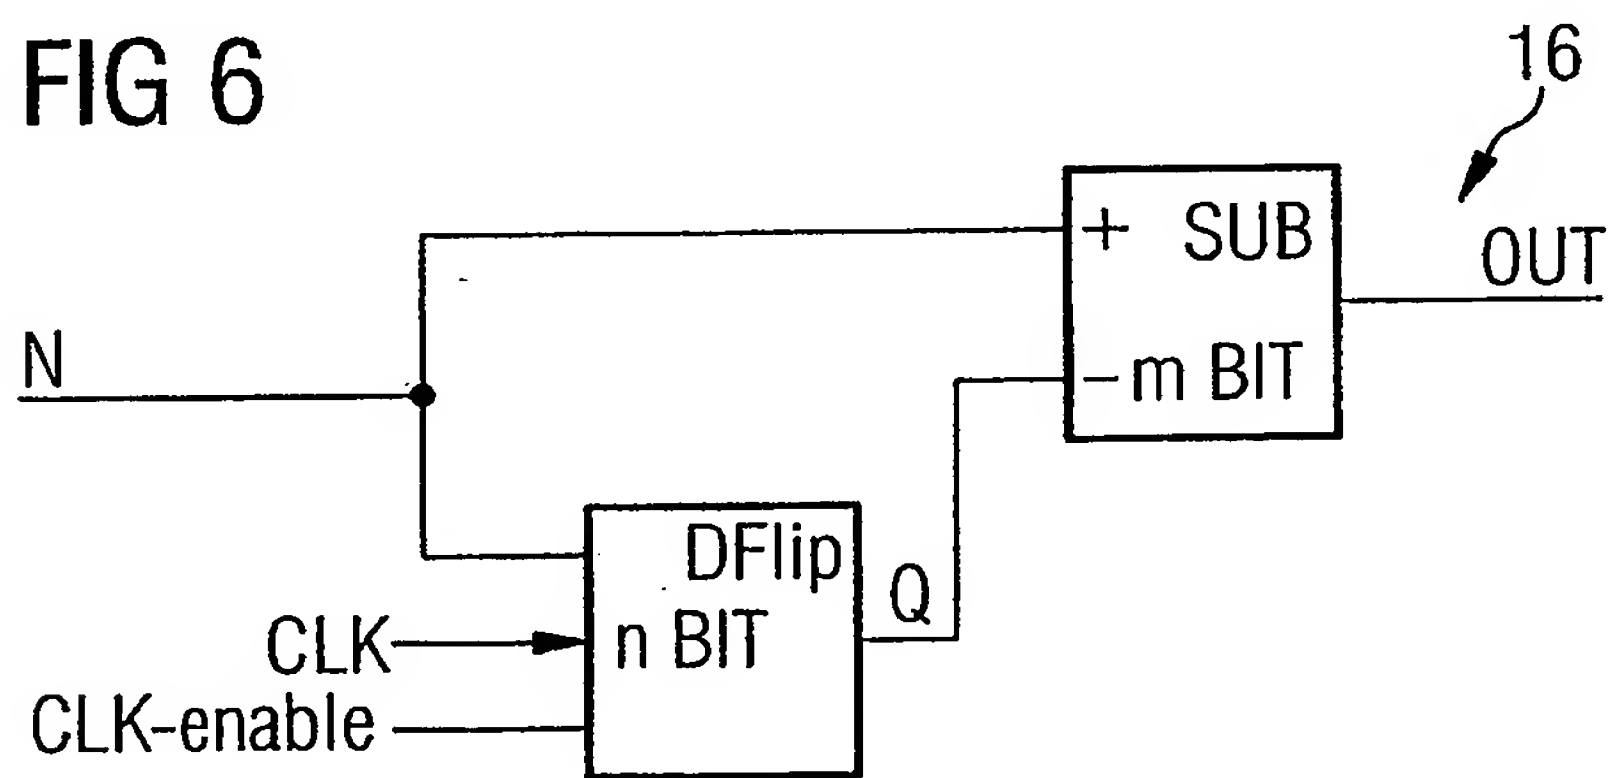 FIG 6
16
+ SUB
OUT
N
- m BIT
DFlip
Q
CLK
n BIT
CLK-enable